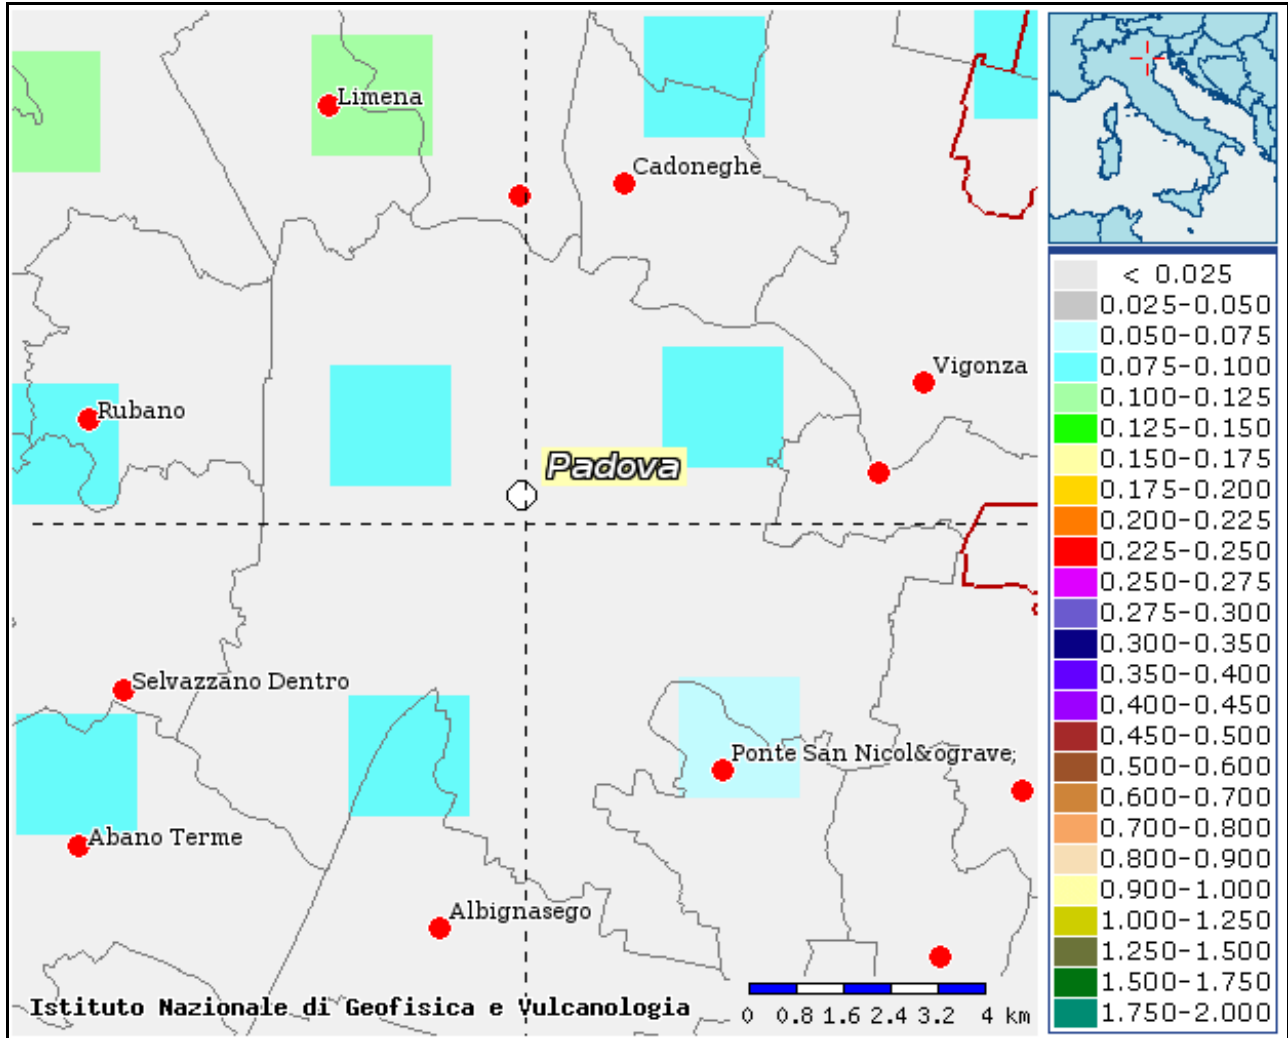 Limena
Cadoneghe
Vigonza
Rubano
Padova
Selvazzano Dentro
Ponte San Nicol&ograve;
Abano Terme
Albignasego
Istituto Nazionale di Geofisica e Vulcanologia
0 0.8 1.6 2.4 3.2 4 km
< 0.025
0.025-0.050
0.050-0.075
0.075-0.100
0.100-0.125
0.125-0.150
0.150-0.175
0.175-0.200
0.200-0.225
0.225-0.250
0.250-0.275
0.275-0.300
0.300-0.350
0.350-0.400
0.400-0.450
0.450-0.500
0.500-0.600
0.600-0.700
0.700-0.800
0.800-0.900
0.900-1.000
1.000-1.250
1.250-1.500
1.500-1.750
1.750-2.000